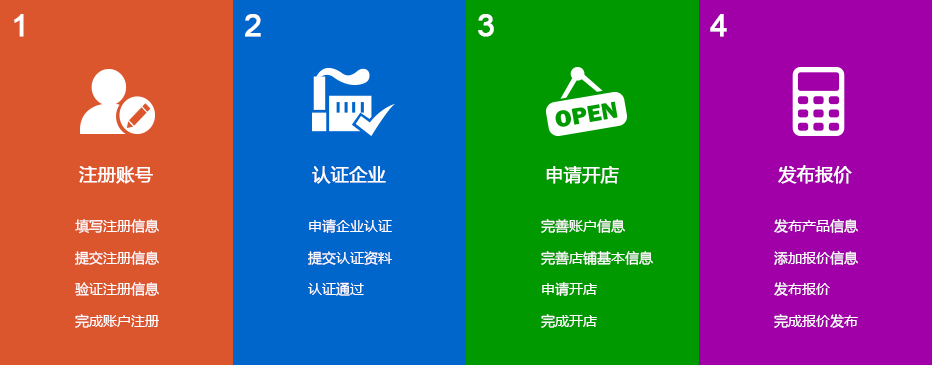 1
注册账号
填写注册信息
提交注册信息
验证注册信息
完成账户注册
2
认证企业
申请企业认证
提交认证资料
认证通过
3
OPEN
申请开店
完善账户信息
完善店铺基本信息
申请开店
完成开店
4
发布报价
发布产品信息
添加报价信息
发布报价
完成报价发布